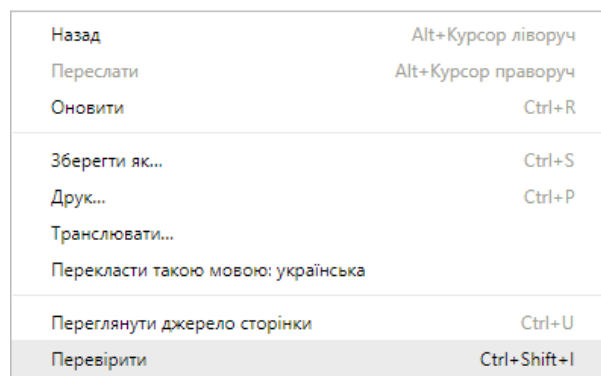 Назад Alt+Курсор ліворуч
Переслати Alt+Курсор праворуч
Оновити Ctrl+R
Зберегти як... Ctrl+S
Друк... Ctrl+P
Транслювати...
Перекласти такою мовою: українська
Переглянути джерело сторінки Ctrl+U
Перевірити Ctrl+Shift+I